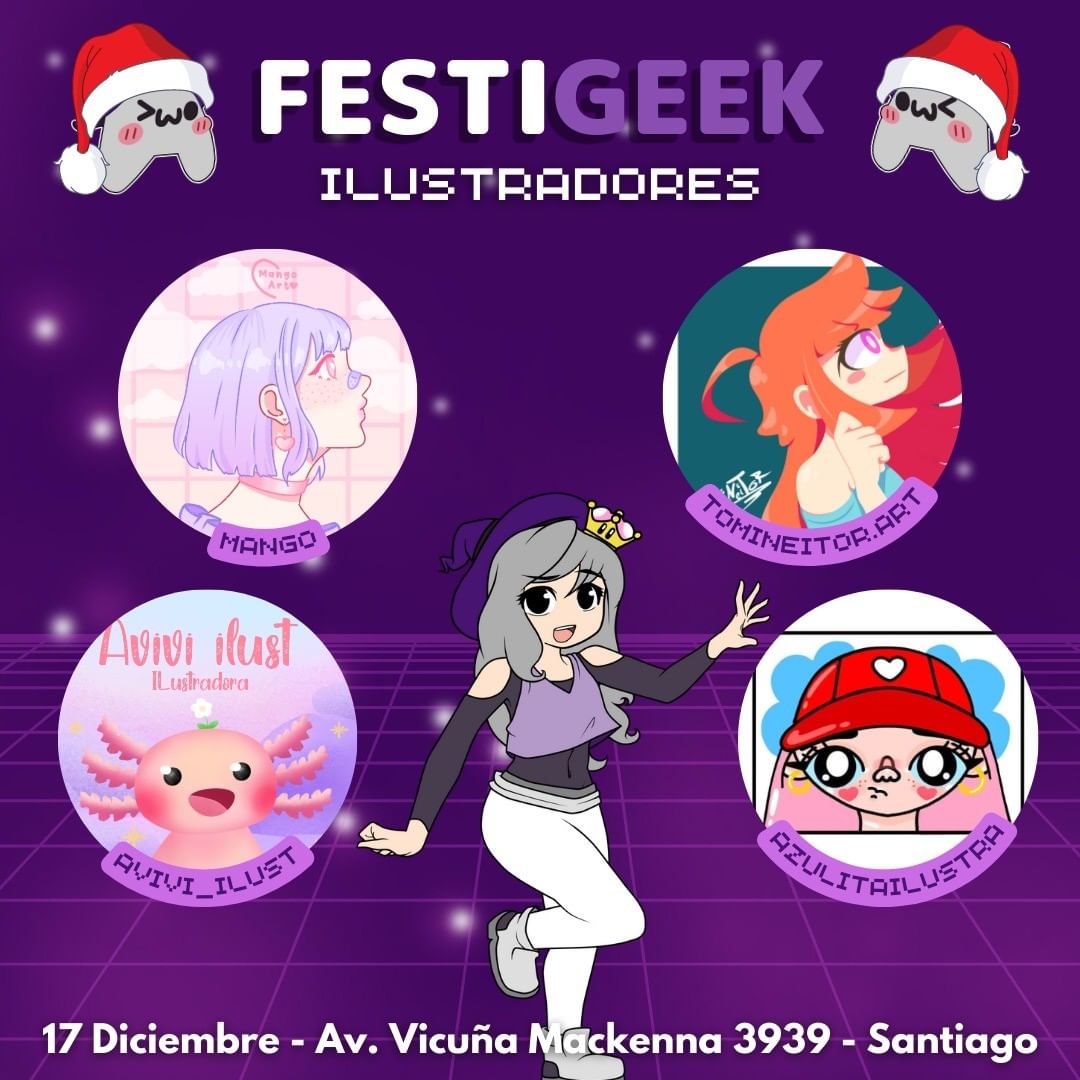 FESTIGEEK
ILUSTRADORES
Mango
Art
MANGO
TOMINEITOR.ART
Avivi ilust
ILustradora
AVIVI_ILUST
AZULITAILUSTRA
17 Diciembre - Av. Vicuña Mackenna 3939 - Santiago